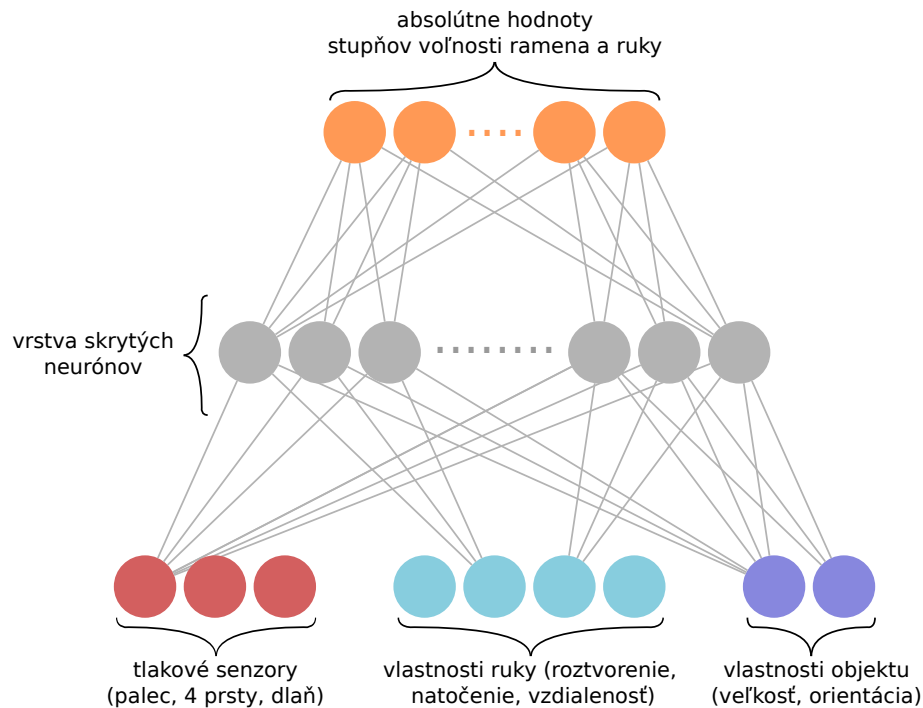 absolútne hodnoty
stupňov voľnosti ramena a ruky
vrstva skrytých
neurónov
tlakové senzory
(palec, 4 prsty, dlaň)
vlastnosti ruky (roztvorenie,
natočenie, vzdialenosť)
vlastnosti objektu
(veľkosť, orientácia)